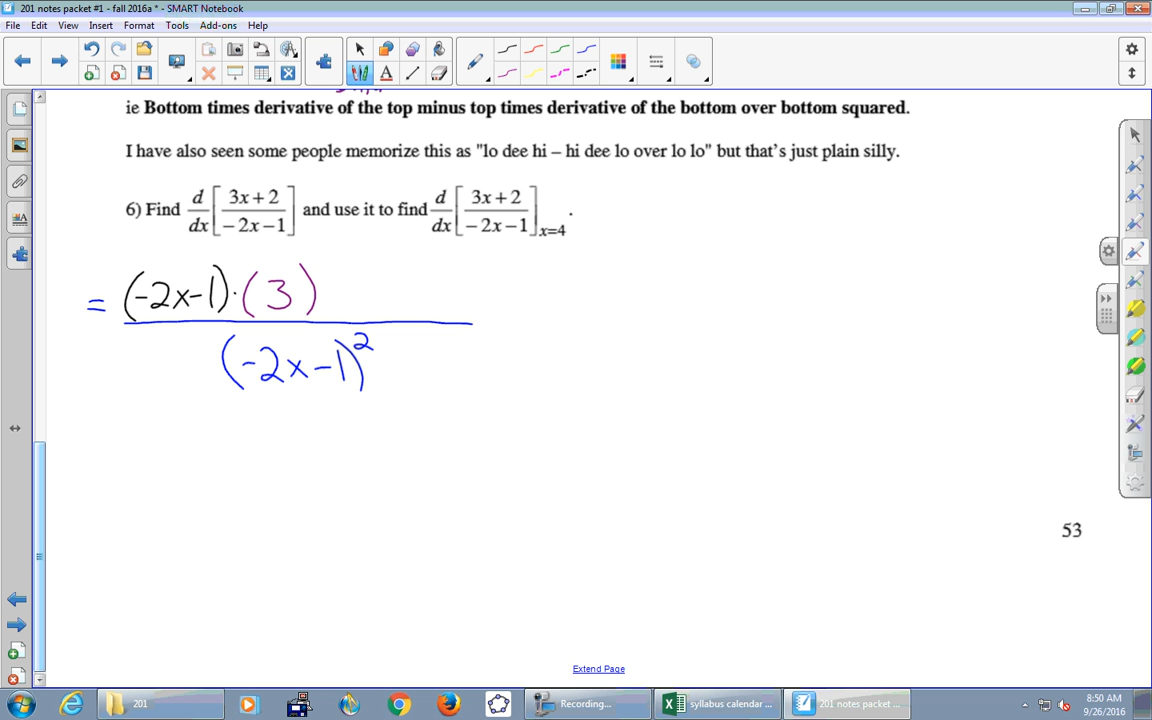 201 notes packet #1 - fall 2016a * - SMART Notebook
File Edit View Insert Format Tools Add-ons Help
ie Bottom times derivative of the top minus top times derivative of the bottom over bottom squared.
I have also seen some people memorize this as "lo dee hi – hi dee lo over lo lo" but that's just plain silly.
6) Find d/dx [ (3x+2)/(−2x−1) ] and use it to find d/dx [ (3x+2)/(−2x−1) ] x=4 .
= (-2x-1)·(3)
(-2x-1)²
53
Extend Page
201 Recording... syllabus calendar ... 201 notes packet ... 8:50 AM
9/26/2016